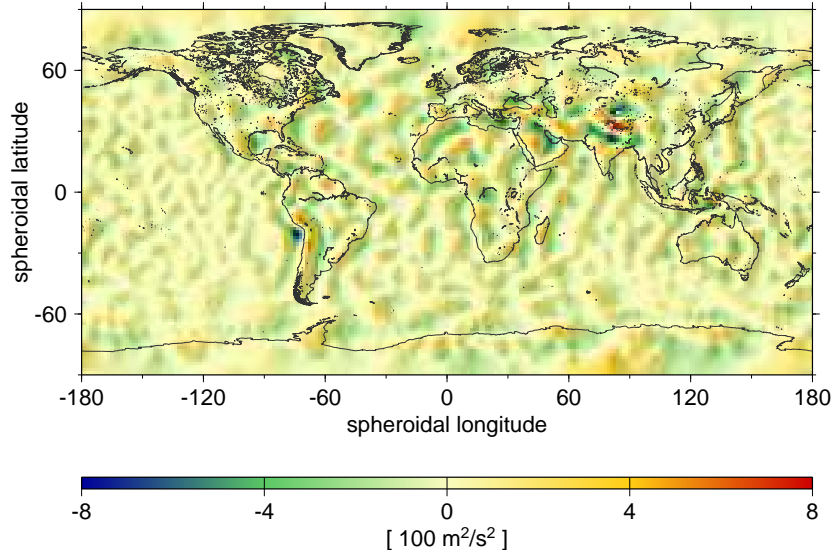 60
0
-60
spheroidal latitude
-180 -120 -60 0 60 120 180
spheroidal longitude
-8 -4 0 4 8
[ 100 m²/s² ]